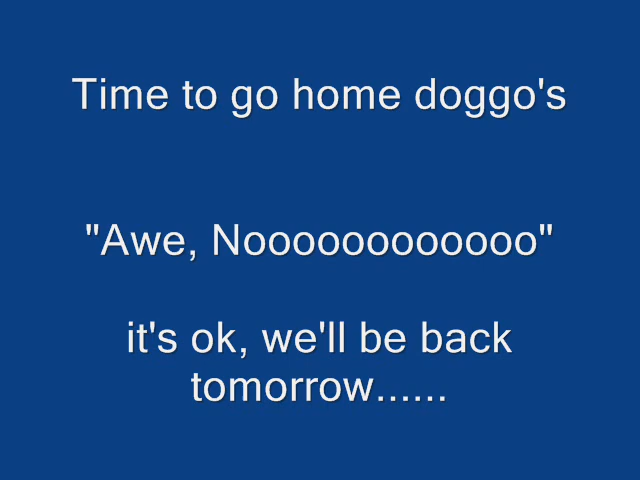 Time to go home doggo's
"Awe, Noooooooooooo"
it's ok, we'll be back
tomorrow......